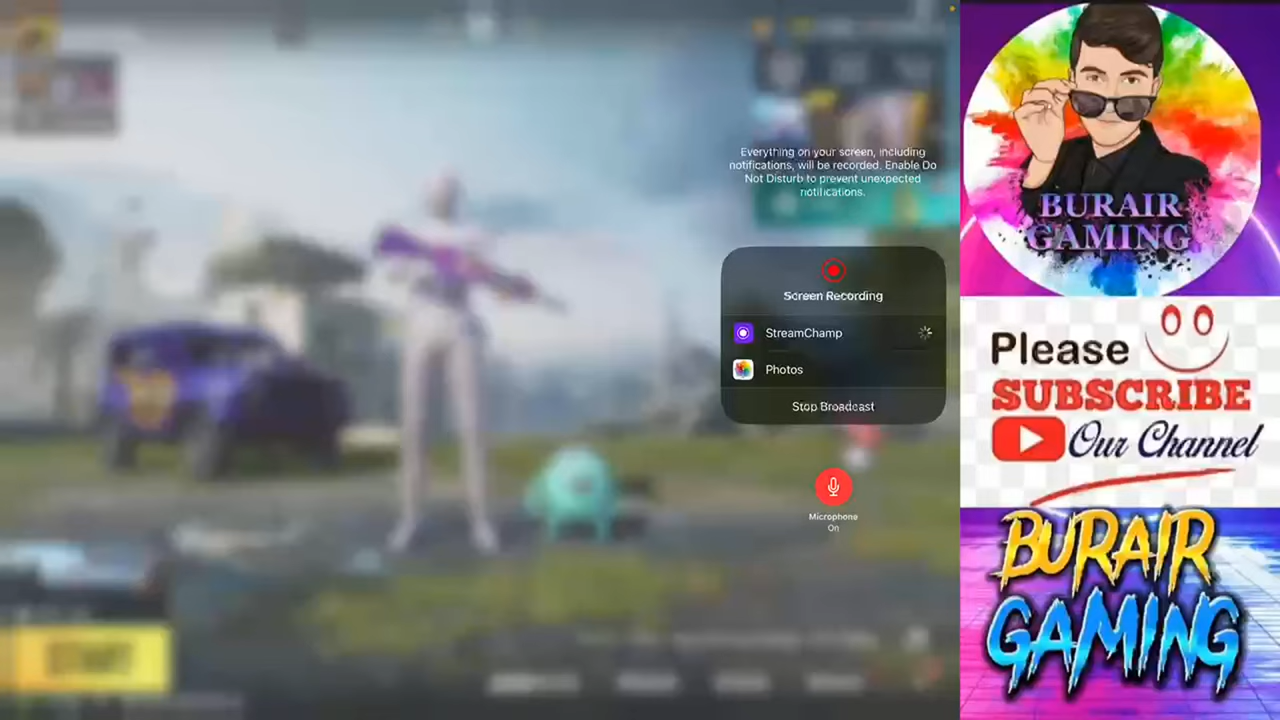 Everything on your screen, including
notifications, will be recorded. Enable Do
Not Disturb to prevent unexpected
notifications.
Screen Recording
StreamChamp
Photos
Stop Broadcast
Microphone
On
START
BURAIR
GAMING
Please
SUBSCRIBE
Our Channel
BURAIR
GAMING